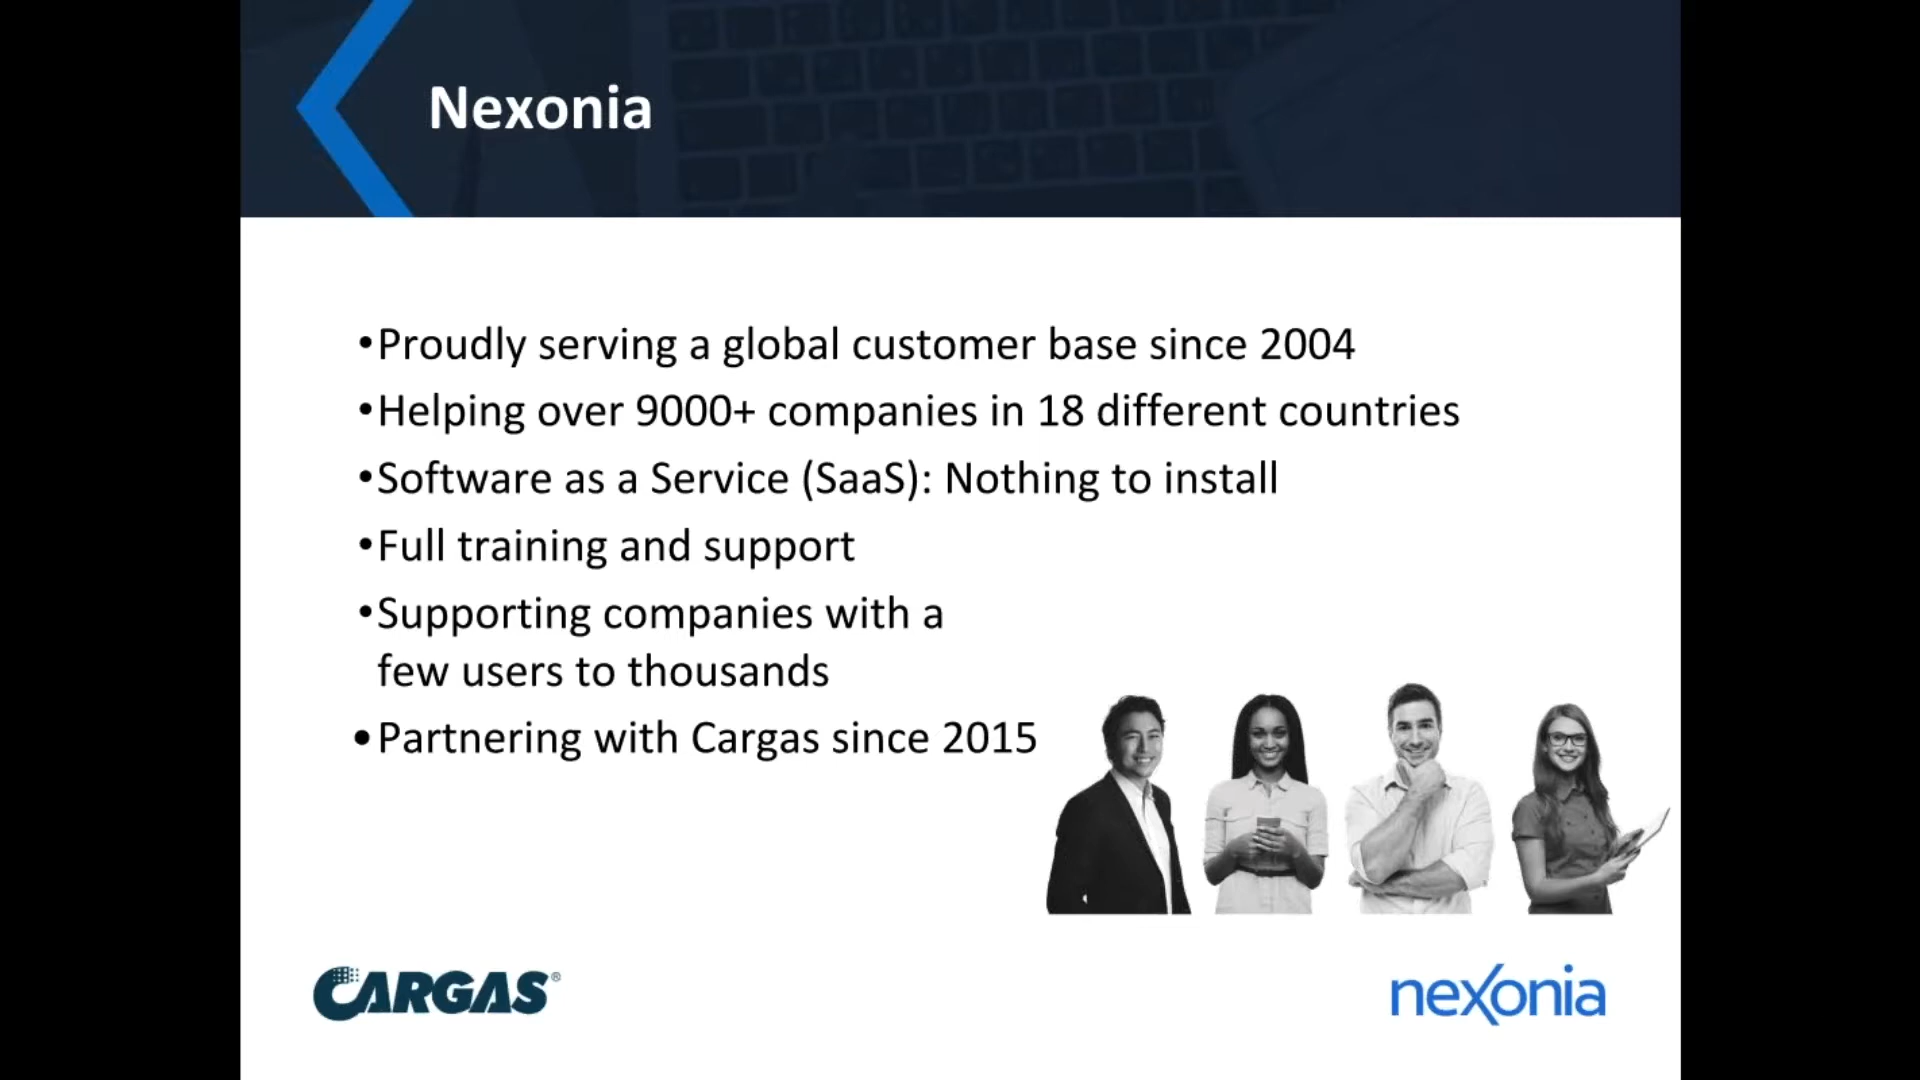 Nexonia
•Proudly serving a global customer base since 2004
•Helping over 9000+ companies in 18 different countries
•Software as a Service (SaaS): Nothing to install
•Full training and support
•Supporting companies with a
few users to thousands
•Partnering with Cargas since 2015
CARGAS®
nexonia